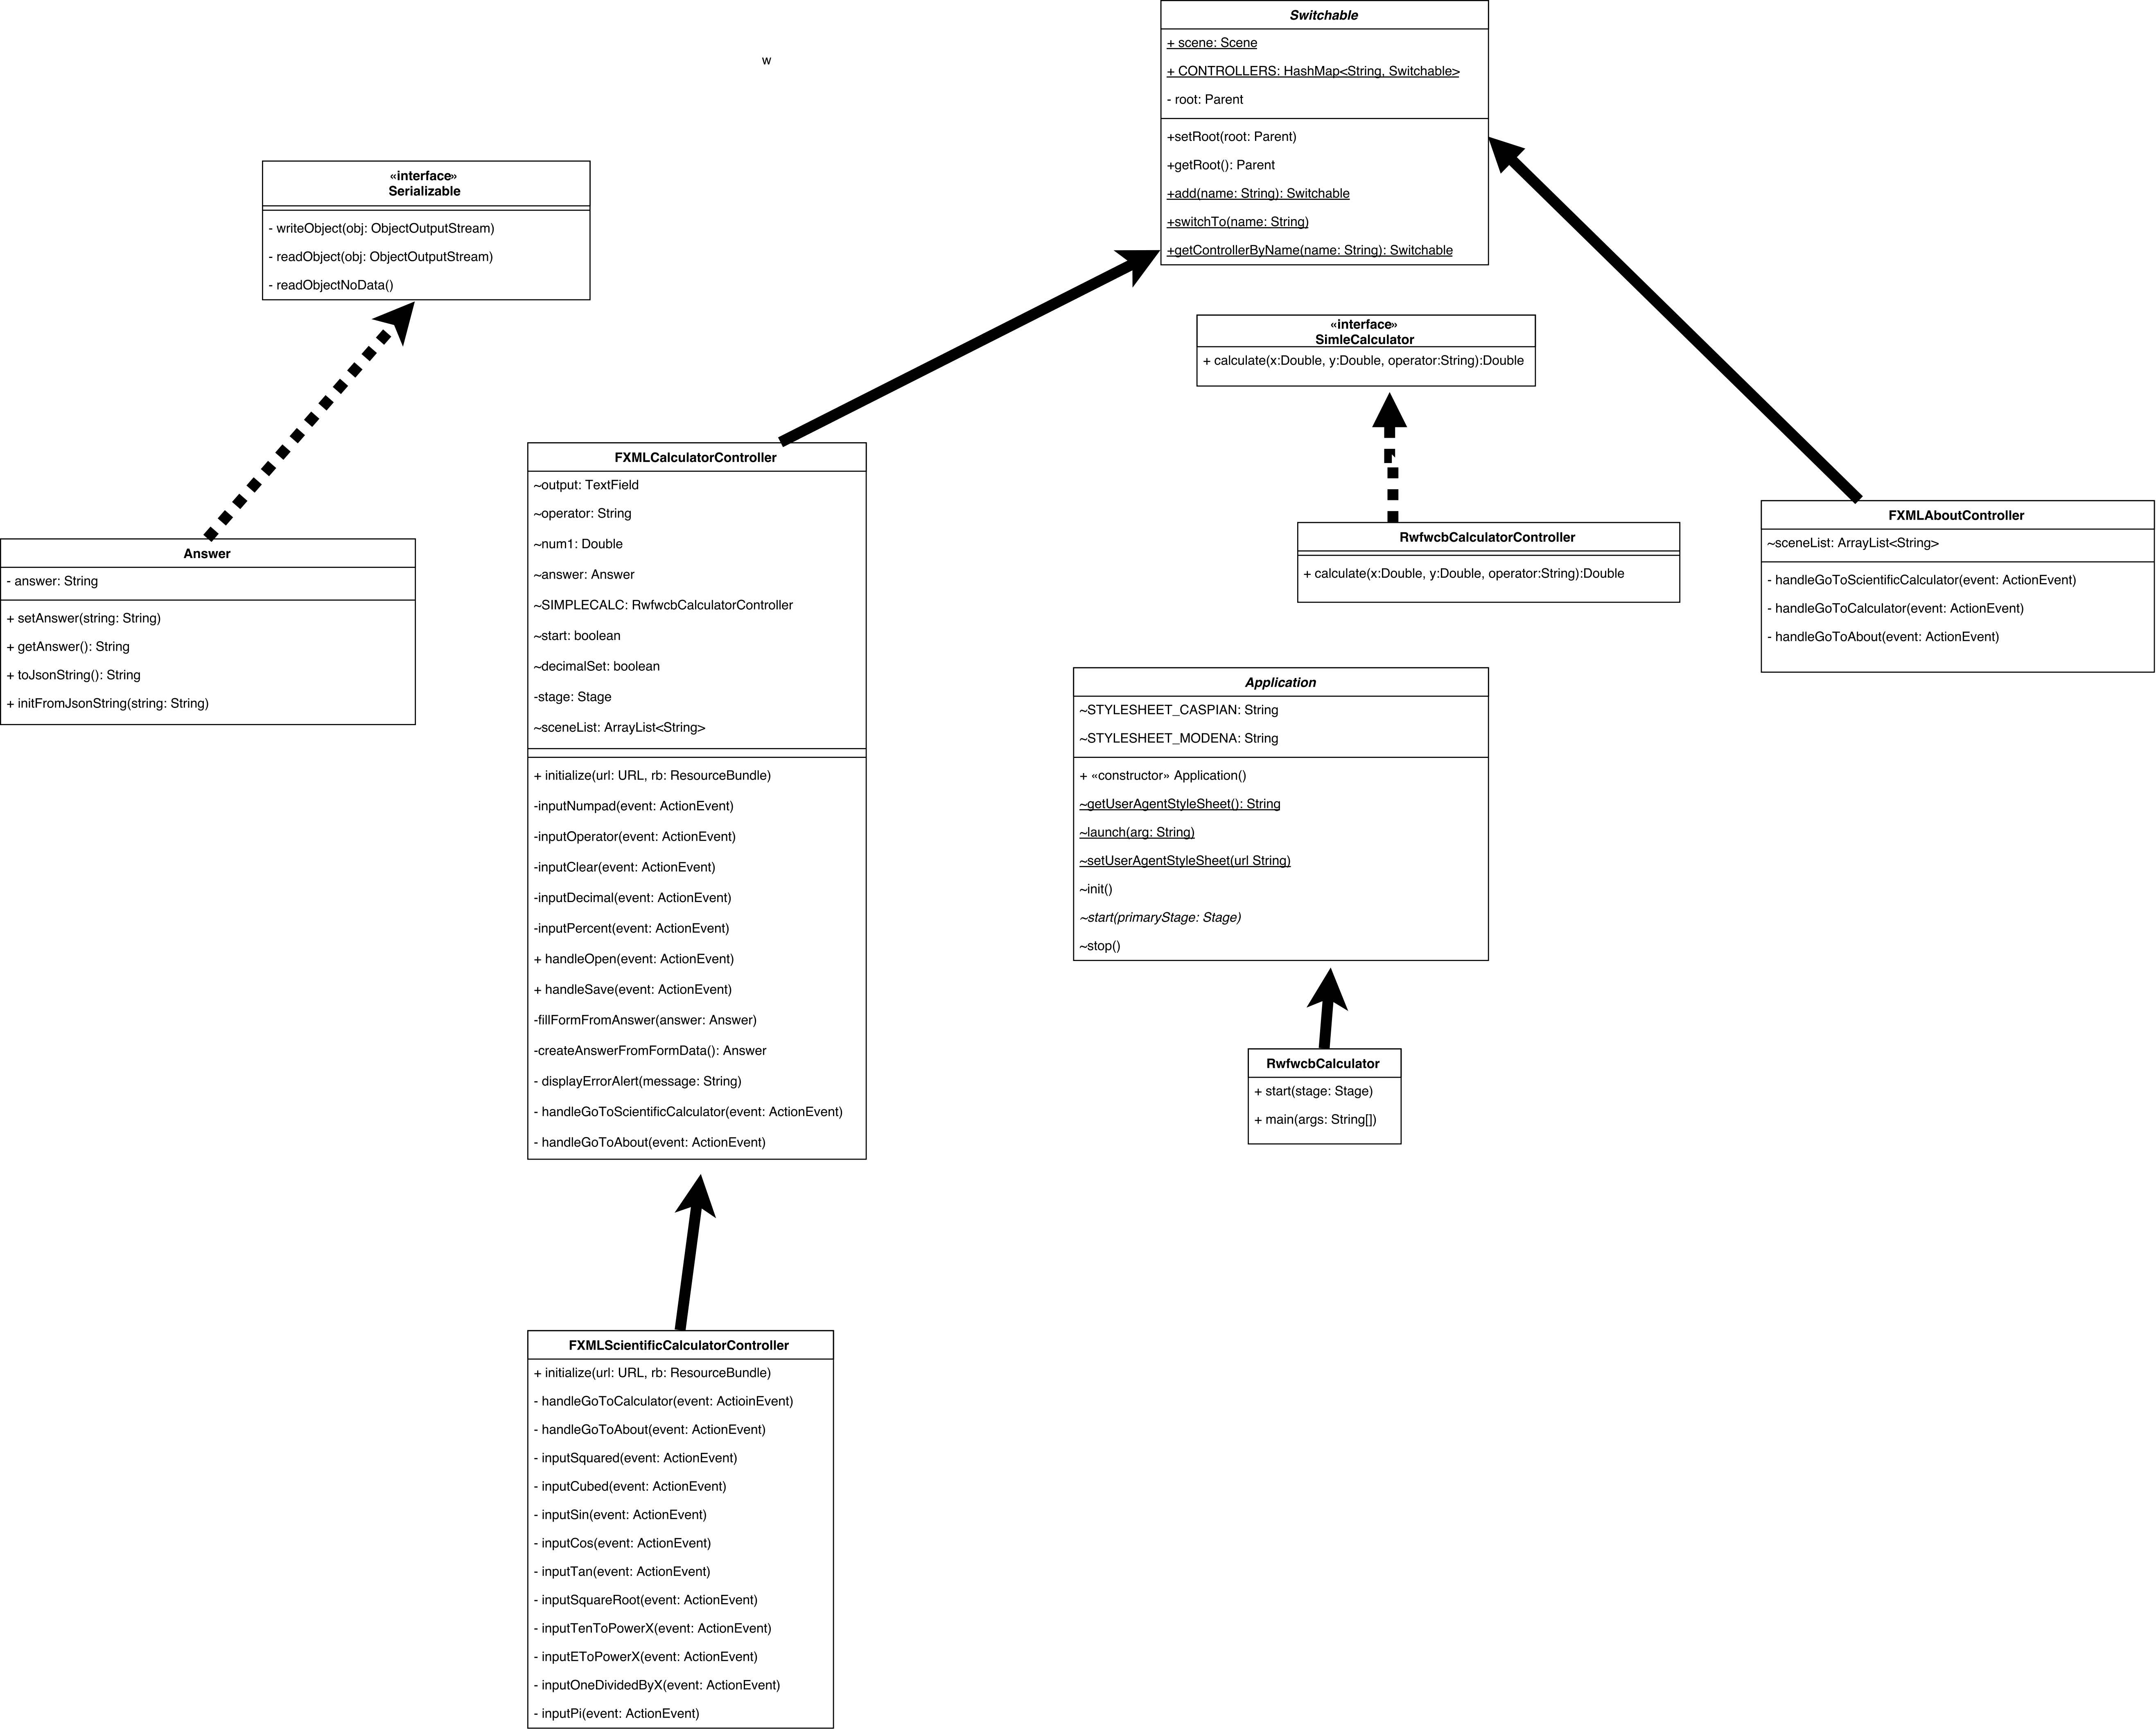 Switchable
+ scene: Scene
+ CONTROLLERS: HashMap<String, Switchable>
- root: Parent
+setRoot(root: Parent)
+getRoot(): Parent
+add(name: String): Switchable
+switchTo(name: String)
+getControllerByName(name: String): Switchable
w
«interface»
Serializable
- writeObject(obj: ObjectOutputStream)
- readObject(obj: ObjectOutputStream)
- readObjectNoData()
«interface»
SimleCalculator
+ calculate(x:Double, y:Double, operator:String):Double
FXMLCalculatorController
~output: TextField
~operator: String
~num1: Double
~answer: Answer
~SIMPLECALC: RwfwcbCalculatorController
~start: boolean
~decimalSet: boolean
-stage: Stage
~sceneList: ArrayList<String>
+ initialize(url: URL, rb: ResourceBundle)
-inputNumpad(event: ActionEvent)
-inputOperator(event: ActionEvent)
-inputClear(event: ActionEvent)
-inputDecimal(event: ActionEvent)
-inputPercent(event: ActionEvent)
+ handleOpen(event: ActionEvent)
+ handleSave(event: ActionEvent)
-fillFormFromAnswer(answer: Answer)
-createAnswerFromFormData(): Answer
- displayErrorAlert(message: String)
- handleGoToScientificCalculator(event: ActionEvent)
- handleGoToAbout(event: ActionEvent)
RwfwcbCalculatorController
+ calculate(x:Double, y:Double, operator:String):Double
FXMLAboutController
~sceneList: ArrayList<String>
- handleGoToScientificCalculator(event: ActionEvent)
- handleGoToCalculator(event: ActionEvent)
- handleGoToAbout(event: ActionEvent)
Answer
- answer: String
+ setAnswer(string: String)
+ getAnswer(): String
+ toJsonString(): String
+ initFromJsonString(string: String)
Application
~STYLESHEET_CASPIAN: String
~STYLESHEET_MODENA: String
+ «constructor» Application()
~getUserAgentStyleSheet(): String
~launch(arg: String)
~setUserAgentStyleSheet(url String)
~init()
~start(primaryStage: Stage)
~stop()
RwfwcbCalculator
+ start(stage: Stage)
+ main(args: String[])
FXMLScientificCalculatorController
+ initialize(url: URL, rb: ResourceBundle)
- handleGoToCalculator(event: ActioinEvent)
- handleGoToAbout(event: ActionEvent)
- inputSquared(event: ActionEvent)
- inputCubed(event: ActionEvent)
- inputSin(event: ActionEvent)
- inputCos(event: ActionEvent)
- inputTan(event: ActionEvent)
- inputSquareRoot(event: ActionEvent)
- inputTenToPowerX(event: ActionEvent)
- inputEToPowerX(event: ActionEvent)
- inputOneDividedByX(event: ActionEvent)
- inputPi(event: ActionEvent)